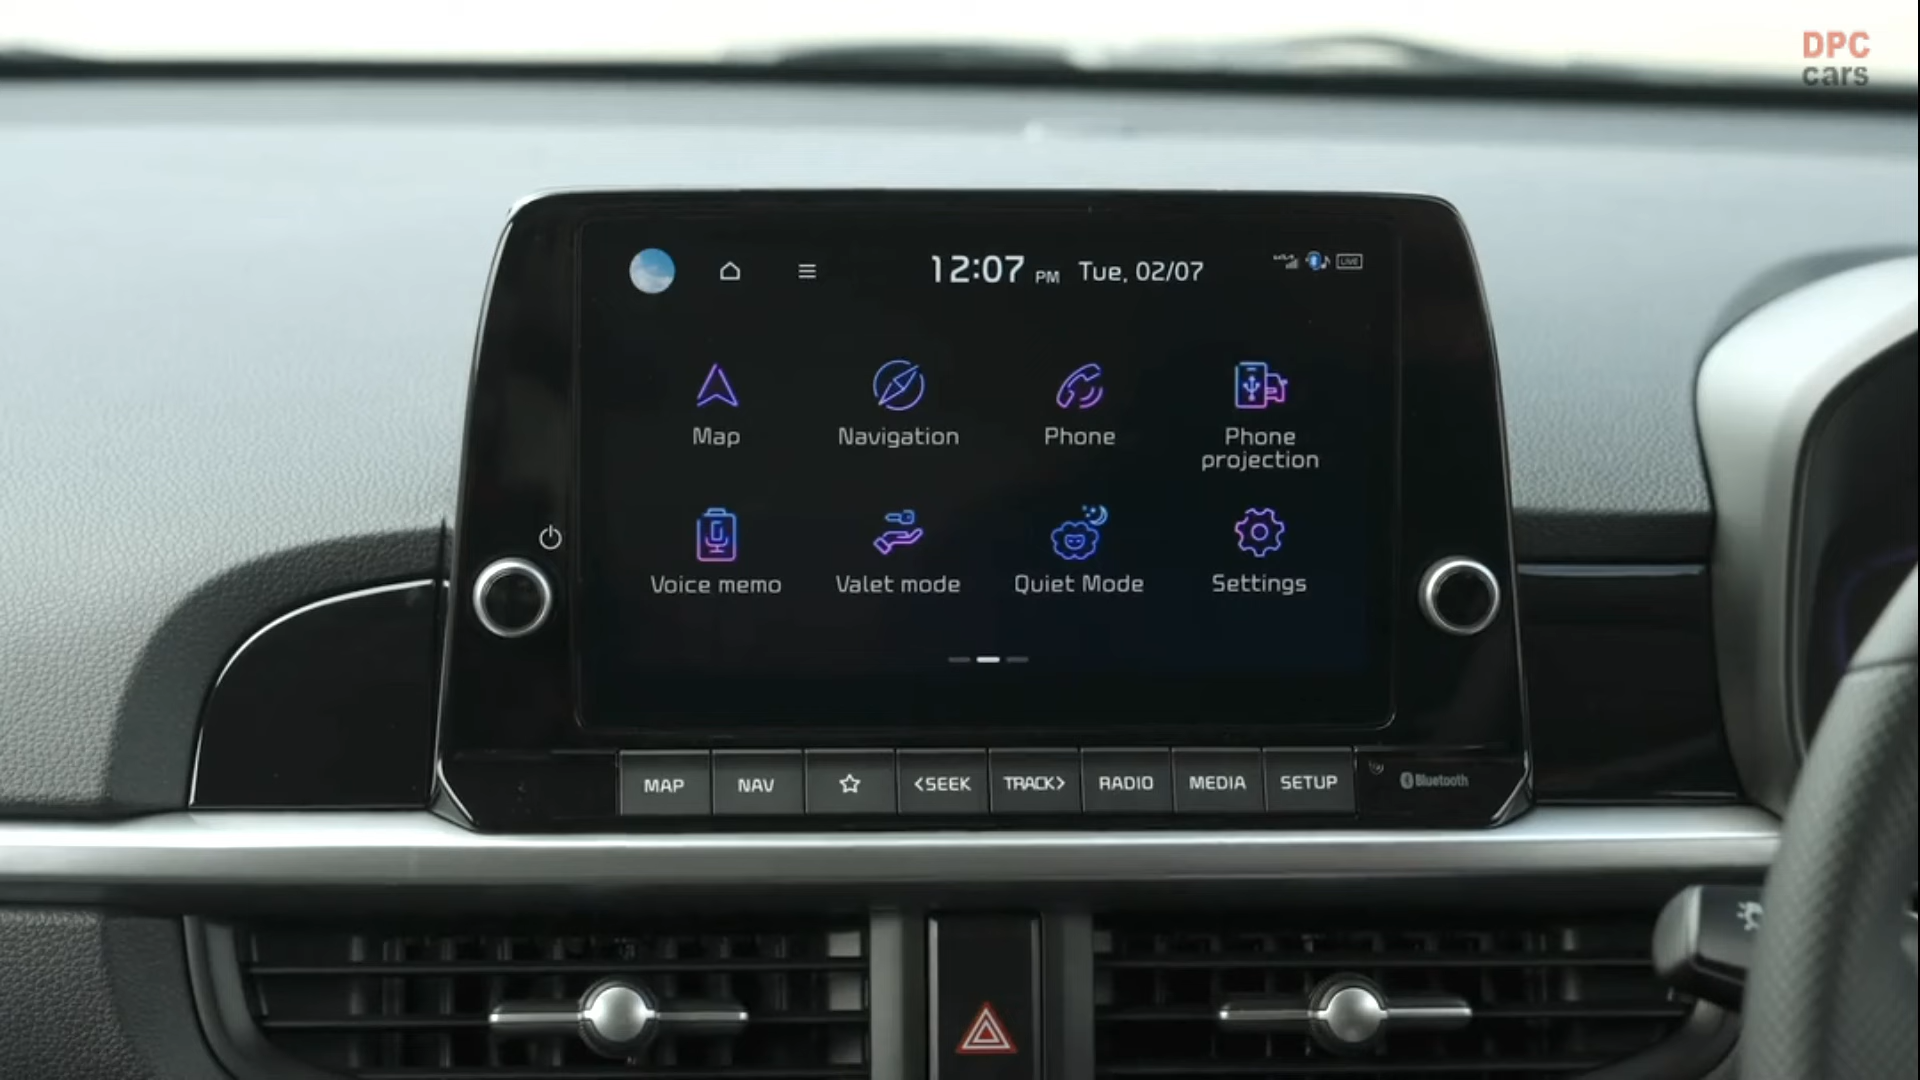 DPC
cars
12:07 PM Tue, 02/07
LIVE
Map
Navigation
Phone
Phone
projection
Voice memo
Valet mode
Quiet Mode
Settings
MAP
NAV
<SEEK
TRACK>
RADIO
MEDIA
SETUP
Bluetooth